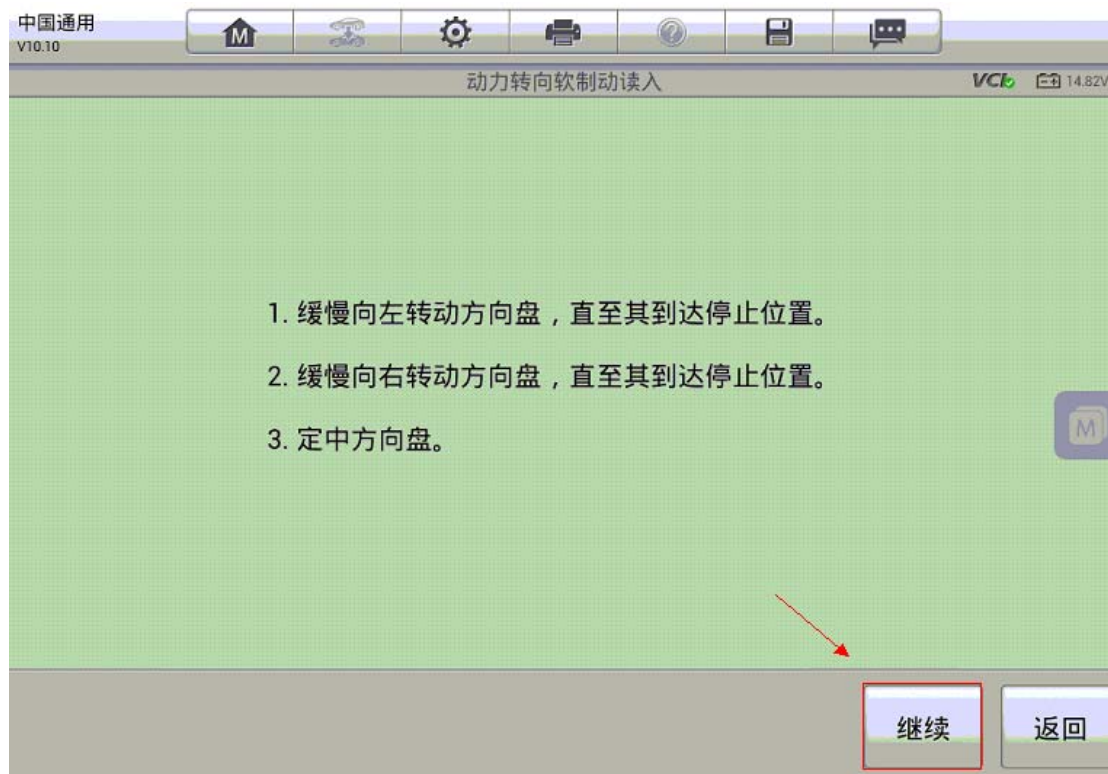 中国通用
V10.10
M
动力转向软制动读入
VCI
14.82V
1. 缓慢向左转动方向盘，直至其到达停止位置。
2. 缓慢向右转动方向盘，直至其到达停止位置。
3. 定中方向盘。
M
继续
返回